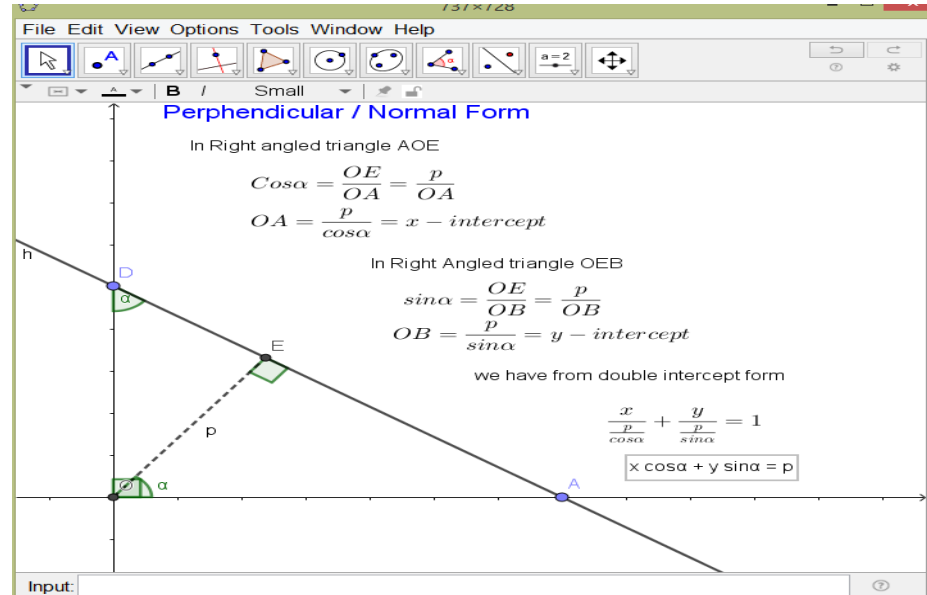 737×728
File Edit View Options Tools Window Help
A
α
a=2
A
B I Small
Perphendicular / Normal Form
In Right angled triangle AOE
Cosα = OE/OA = p/OA
OA = p/cosα = x − intercept
In Right Angled triangle OEB
h
D
α
sinα = OE/OB = p/OB
OB = p/sinα = y − intercept
E
we have from double intercept form
x/(p/cosα) + y/(p/sinα) = 1
p
x cosα + y sinα = p
α
A
Input: